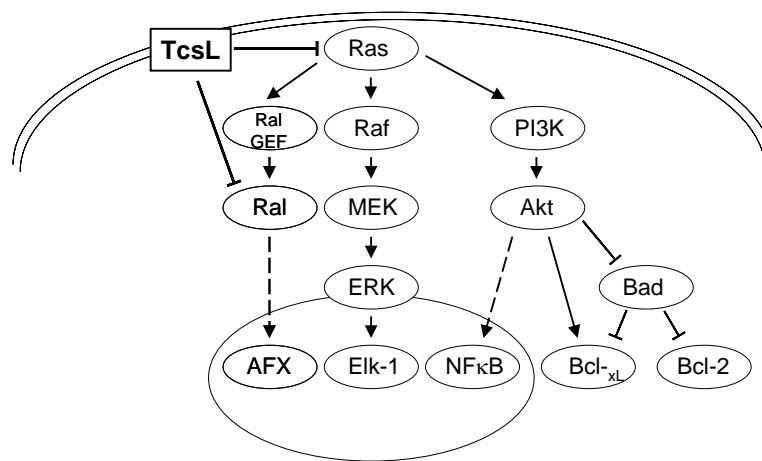 TcsL
Ras
Ral
GEF
Raf
PI3K
Ral
MEK
Akt
ERK
Bad
AFX
Elk-1
NFκB
Bcl-xL
Bcl-2